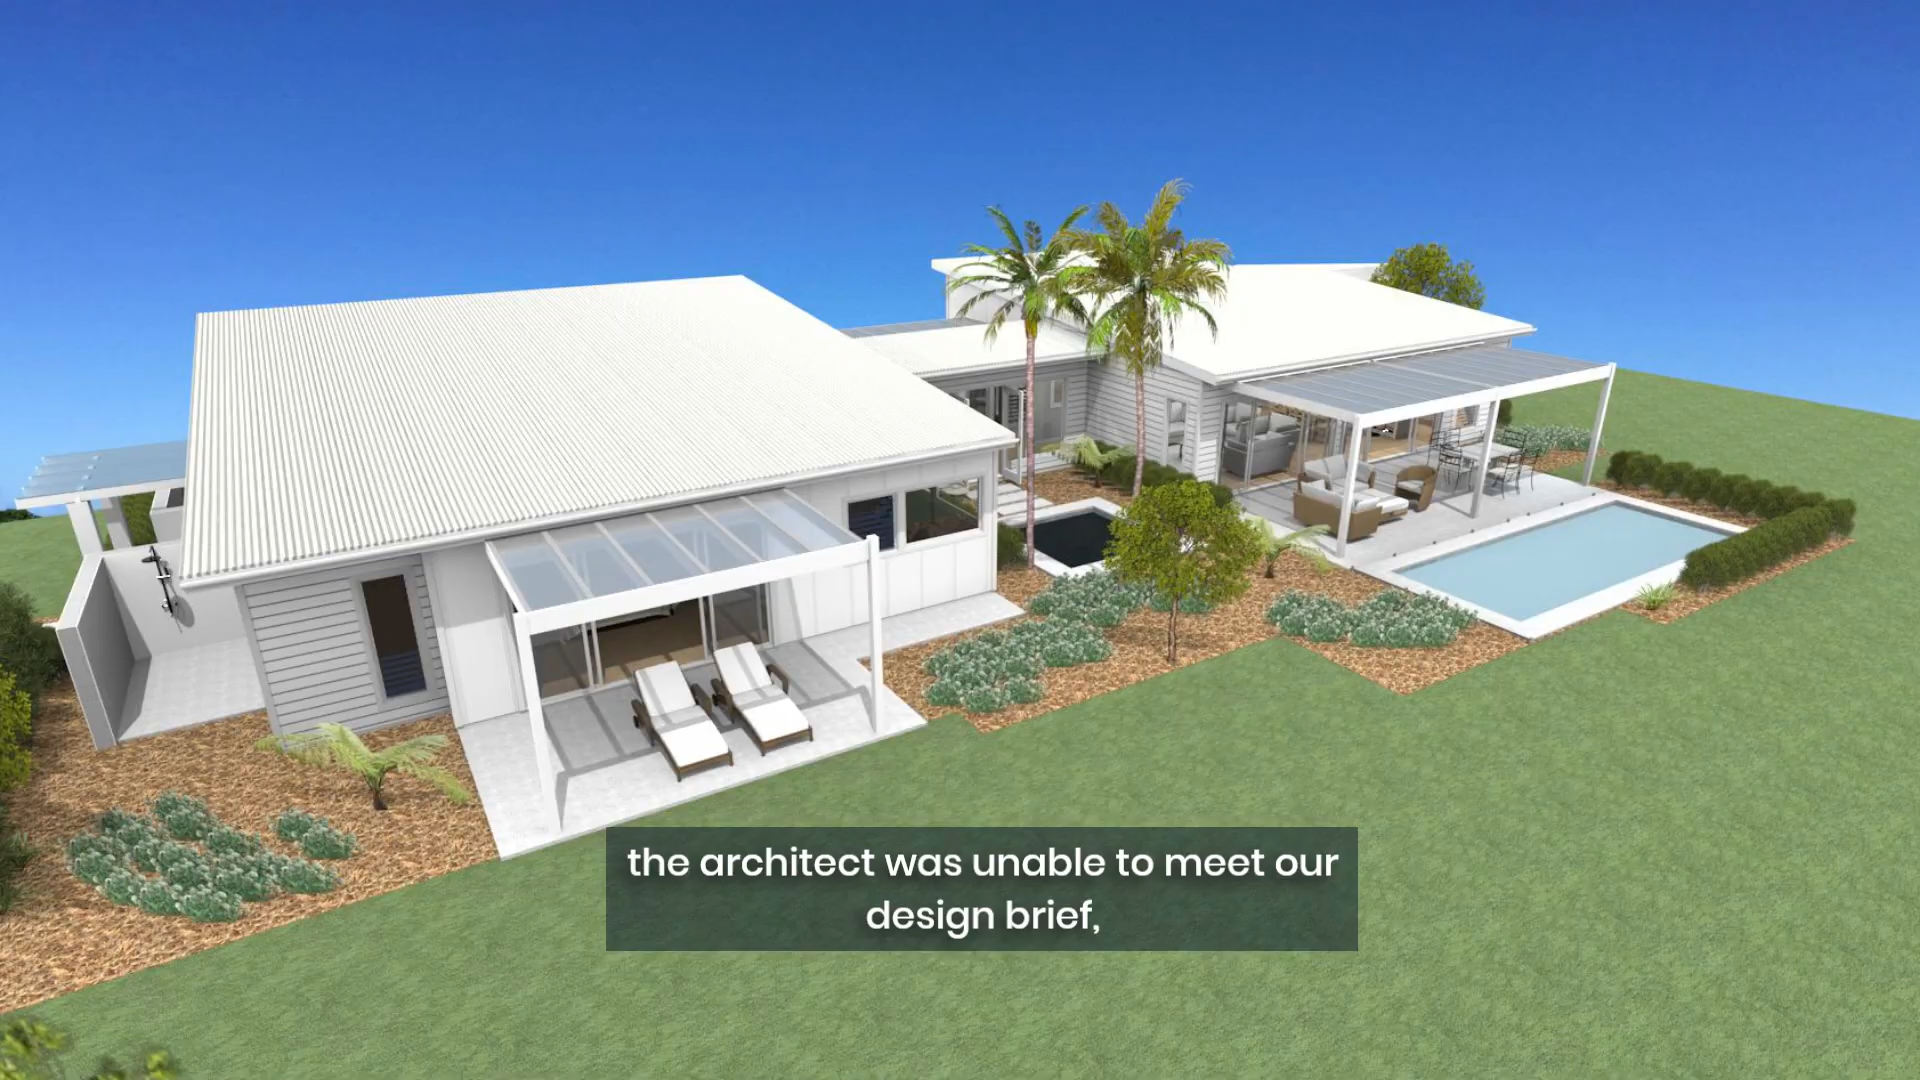 the architect was unable to meet our
design brief,